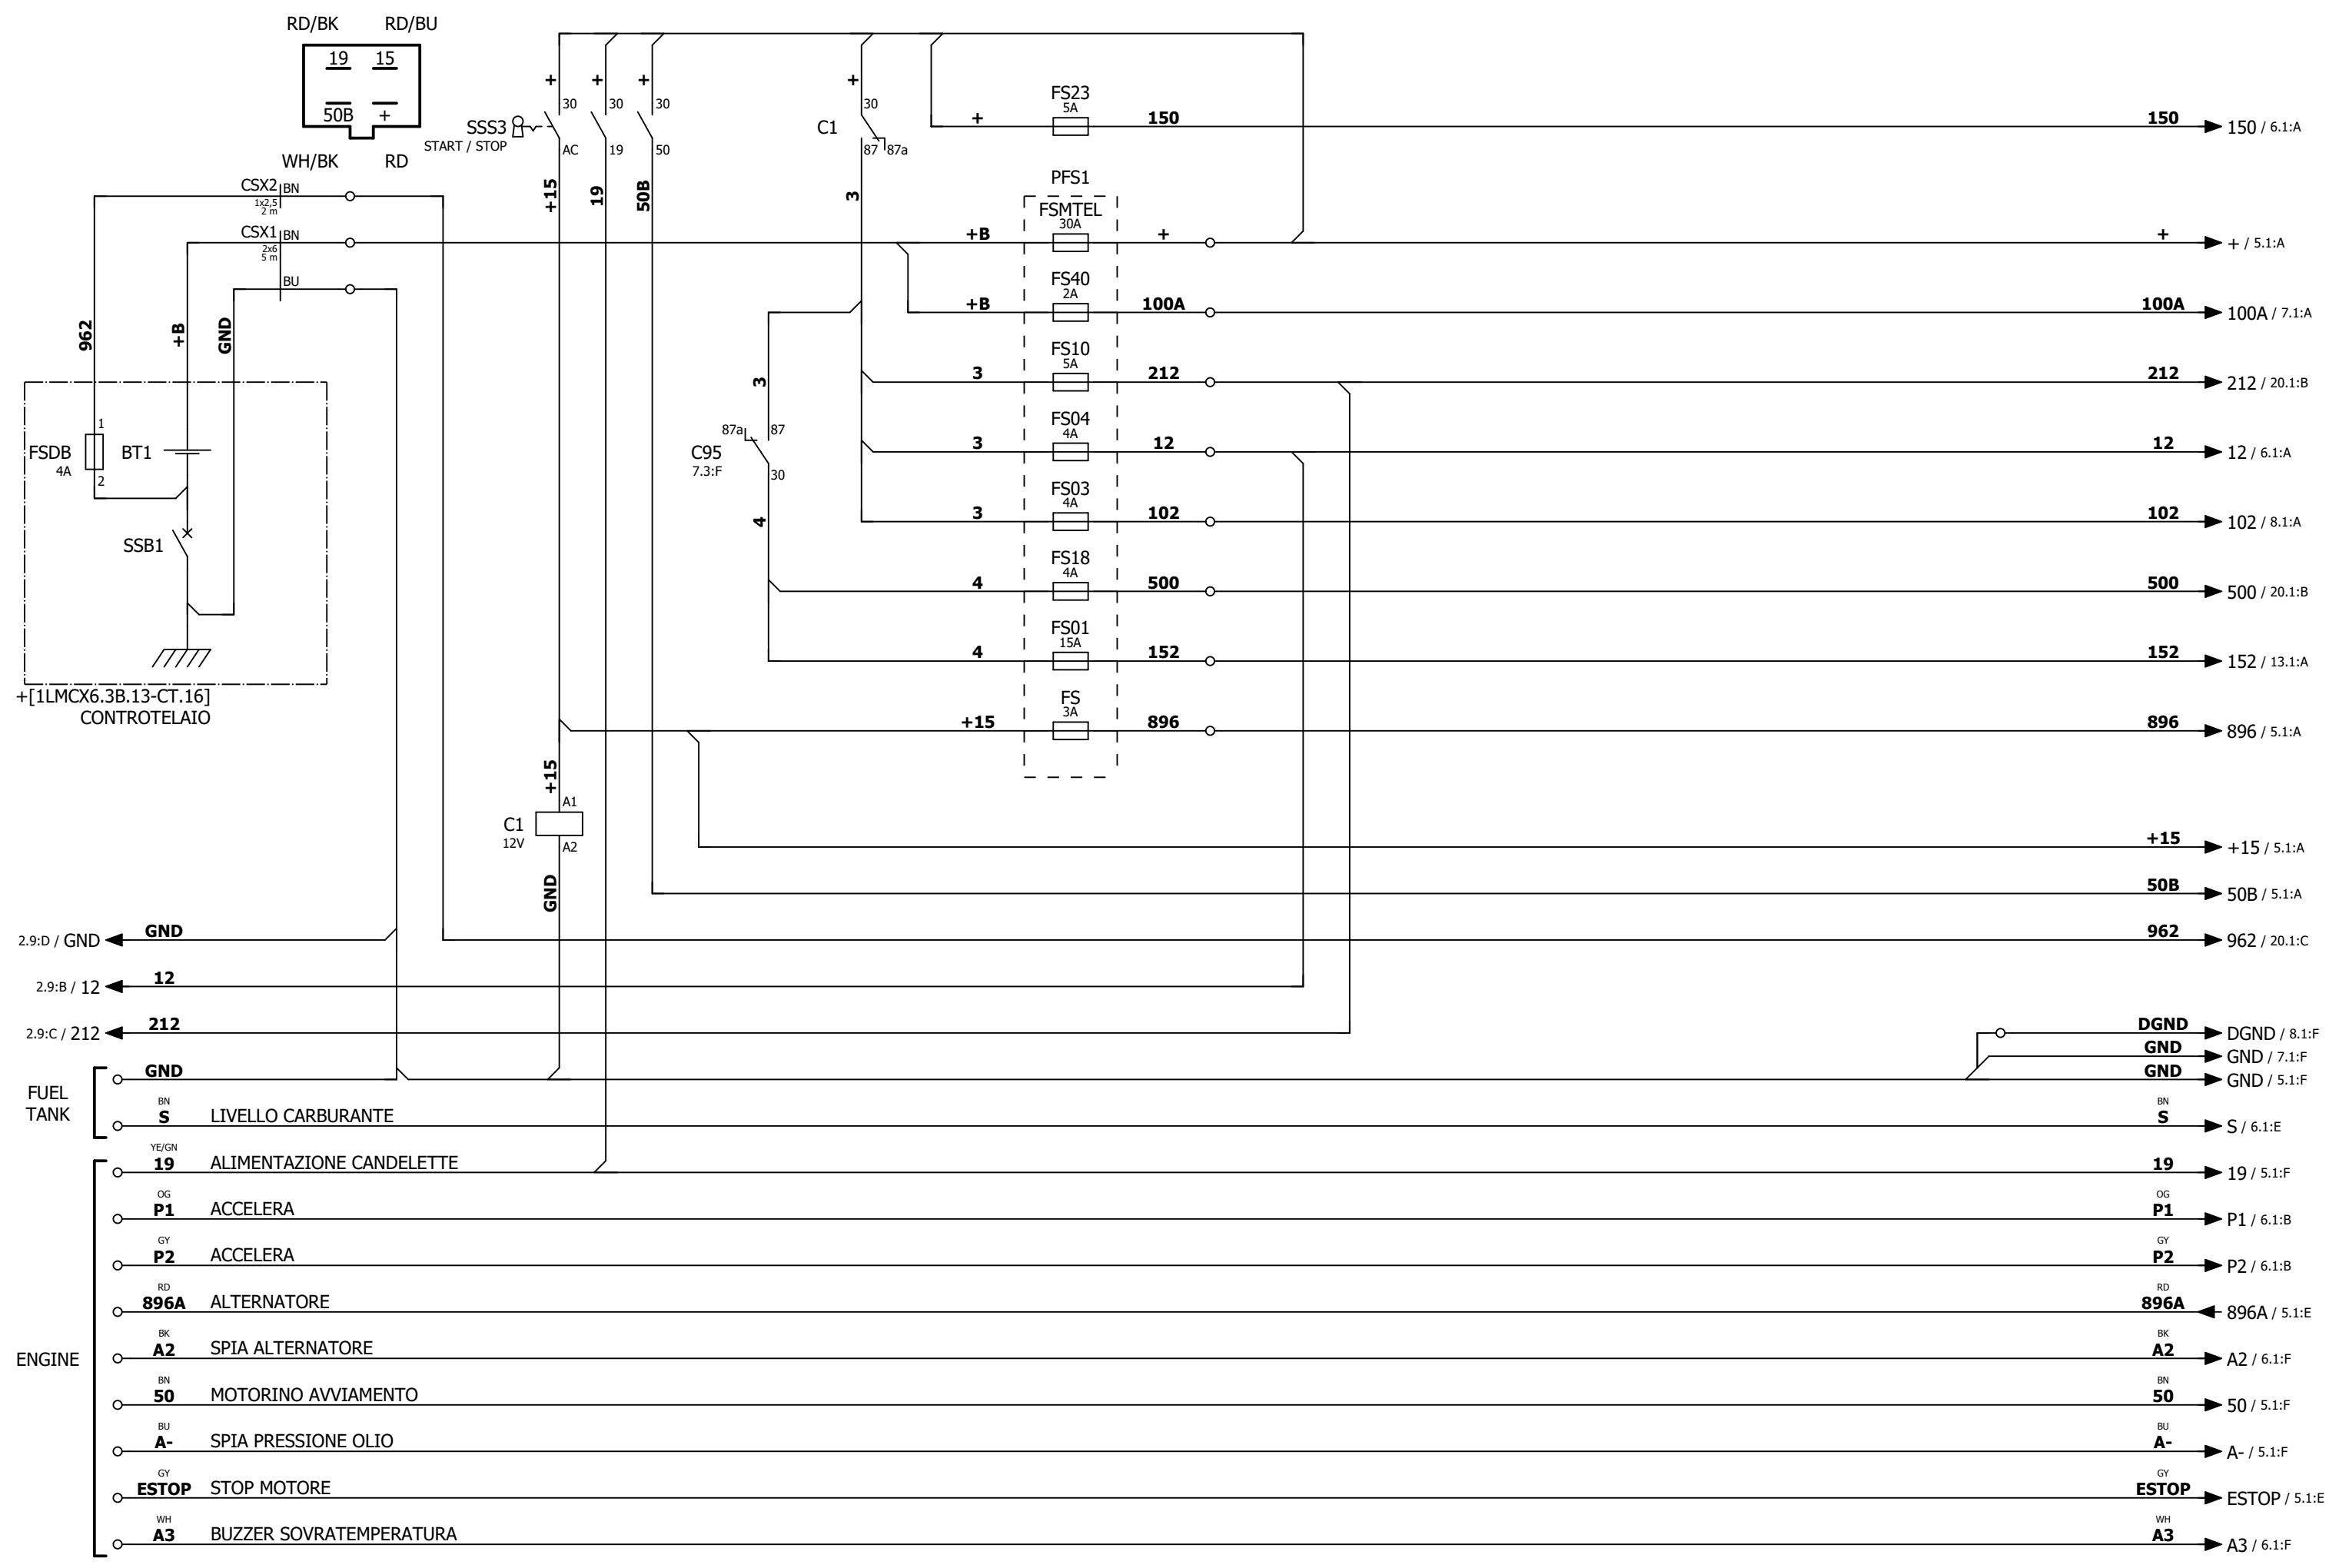 RD/BK RD/BU
19 15
50B +
WH/BK RD
SSS3
START / STOP
+ + + +
30 30 30 30
AC 19 50
+15 19 50B
C1
87 87a
3
FS23
5A
+ 150 150 150 / 6.1:A
CSX2 BN
1x2,5
2 m
CSX1 BN
2x6
5 m
BU
PFS1
FSMTEL
30A
+B + + + / 5.1:A
FS40
2A
+B 100A 100A 100A / 7.1:A
962 +B GND
FS10
5A
3 212 212 212 / 20.1:B
3
FS04
4A
3 12 12 12 / 6.1:A
87a 87
C95
7.3:F
30
4
FSDB
4A
1
2
BT1
SSB1
FS03
4A
3 102 102 102 / 8.1:A
FS18
4A
4 500 500 500 / 20.1:B
FS01
15A
4 152 152 152 / 13.1:A
+[1LMCX6.3B.13-CT.16]
CONTROTELAIO
FS
3A
+15 896 896 896 / 5.1:A
+15
A1
C1
12V
A2
GND
+15 +15 / 5.1:A
50B 50B / 5.1:A
2.9:D / GND GND 962 962 / 20.1:C
2.9:B / 12 12
2.9:C / 212 212 DGND DGND / 8.1:F
GND GND / 7.1:F
FUEL
TANK
GND GND GND / 5.1:F
BN BN
S LIVELLO CARBURANTE S S / 6.1:E
ENGINE
YE/GN
19 ALIMENTAZIONE CANDELETTE 19 19 / 5.1:F
OG OG
P1 ACCELERA P1 P1 / 6.1:B
GY GY
P2 ACCELERA P2 P2 / 6.1:B
RD RD
896A ALTERNATORE 896A 896A / 5.1:E
BK BK
A2 SPIA ALTERNATORE A2 A2 / 6.1:F
BN BN
50 MOTORINO AVVIAMENTO 50 50 / 5.1:F
BU BU
A- SPIA PRESSIONE OLIO A- A- / 5.1:F
GY GY
ESTOP STOP MOTORE ESTOP ESTOP / 5.1:E
WH WH
A3 BUZZER SOVRATEMPERATURA A3 A3 / 6.1:F